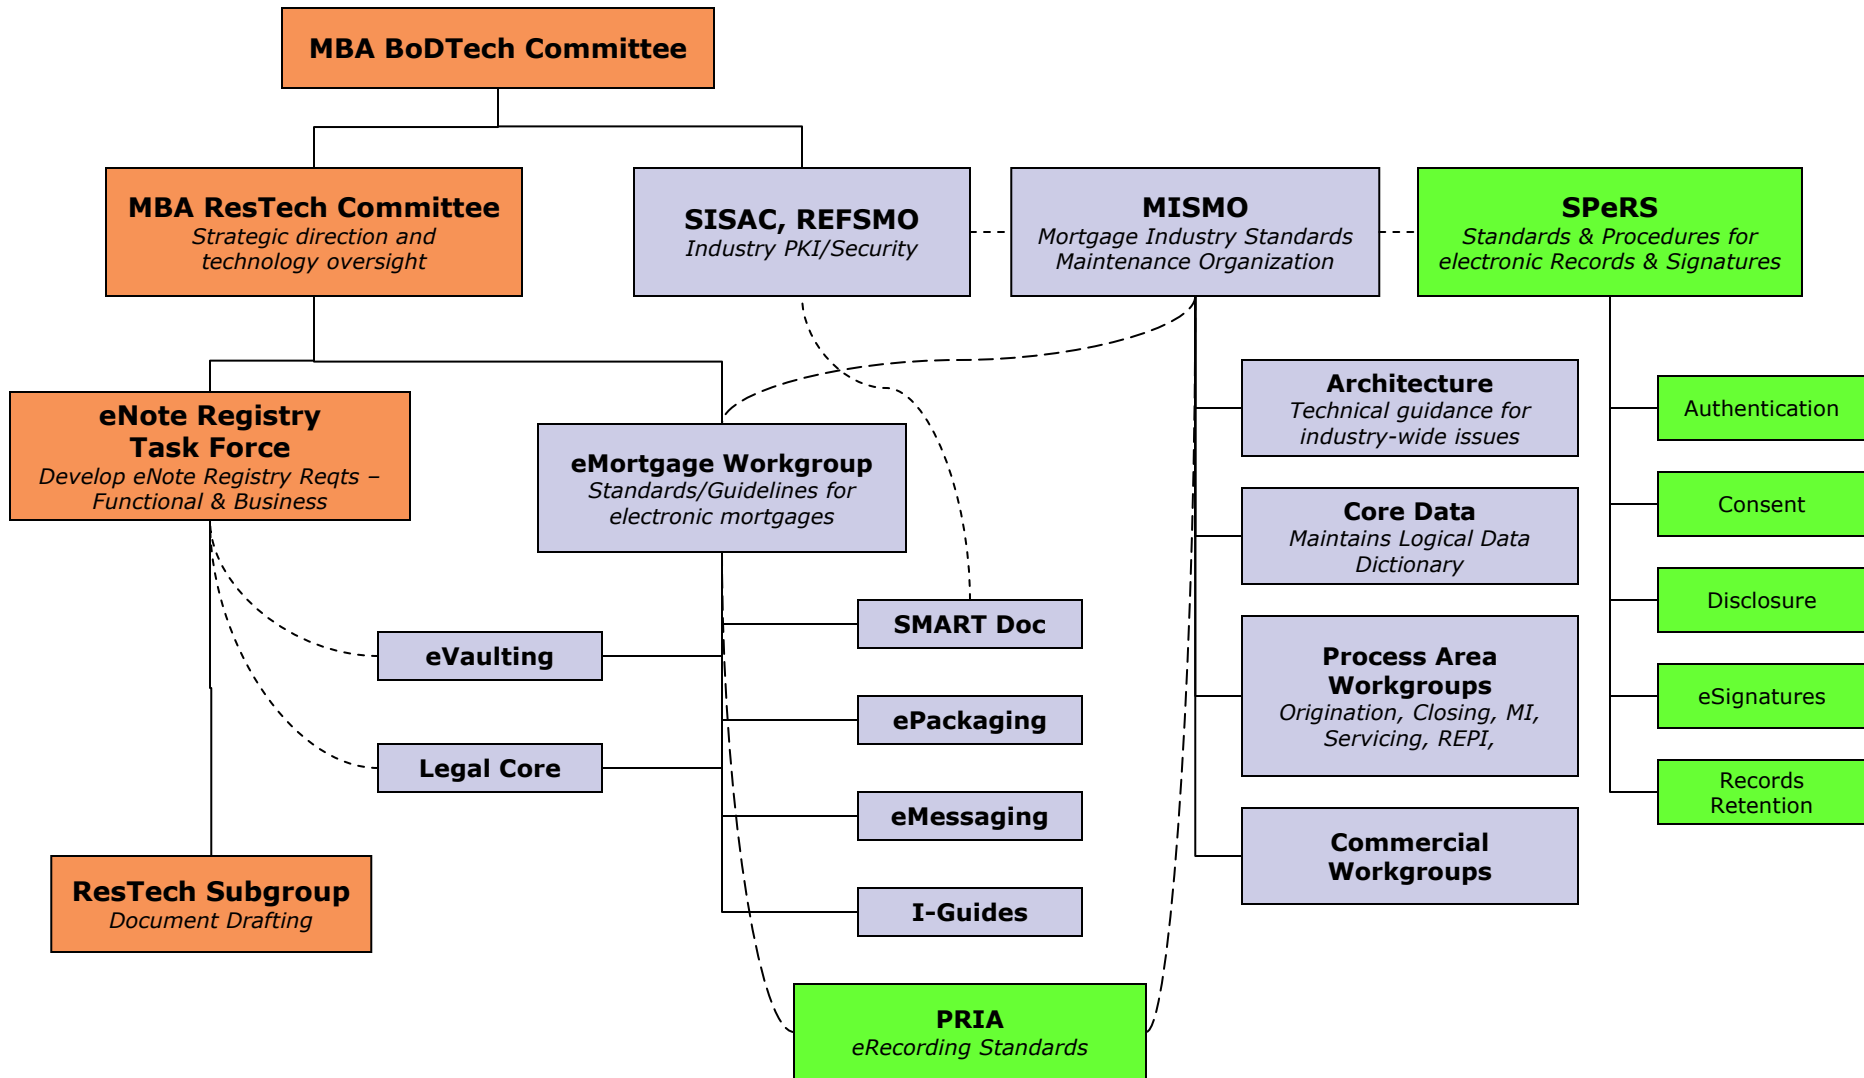 MBA BoDTech Committee
MBA ResTech Committee
Strategic direction and
technology oversight
SISAC, REFSMO
Industry PKI/Security
MISMO
Mortgage Industry Standards
Maintenance Organization
SPeRS
Standards & Procedures for
electronic Records & Signatures
eNote Registry
Task Force
Develop eNote Registry Reqts –
Functional & Business
eMortgage Workgroup
Standards/Guidelines for
electronic mortgages
Architecture
Technical guidance for
industry-wide issues
Core Data
Maintains Logical Data
Dictionary
Process Area
Workgroups
Origination, Closing, MI,
Servicing, REPI,
Commercial
Workgroups
Authentication
Consent
Disclosure
eSignatures
Records
Retention
eVaulting
Legal Core
SMART Doc
ePackaging
eMessaging
I-Guides
ResTech Subgroup
Document Drafting
PRIA
eRecording Standards